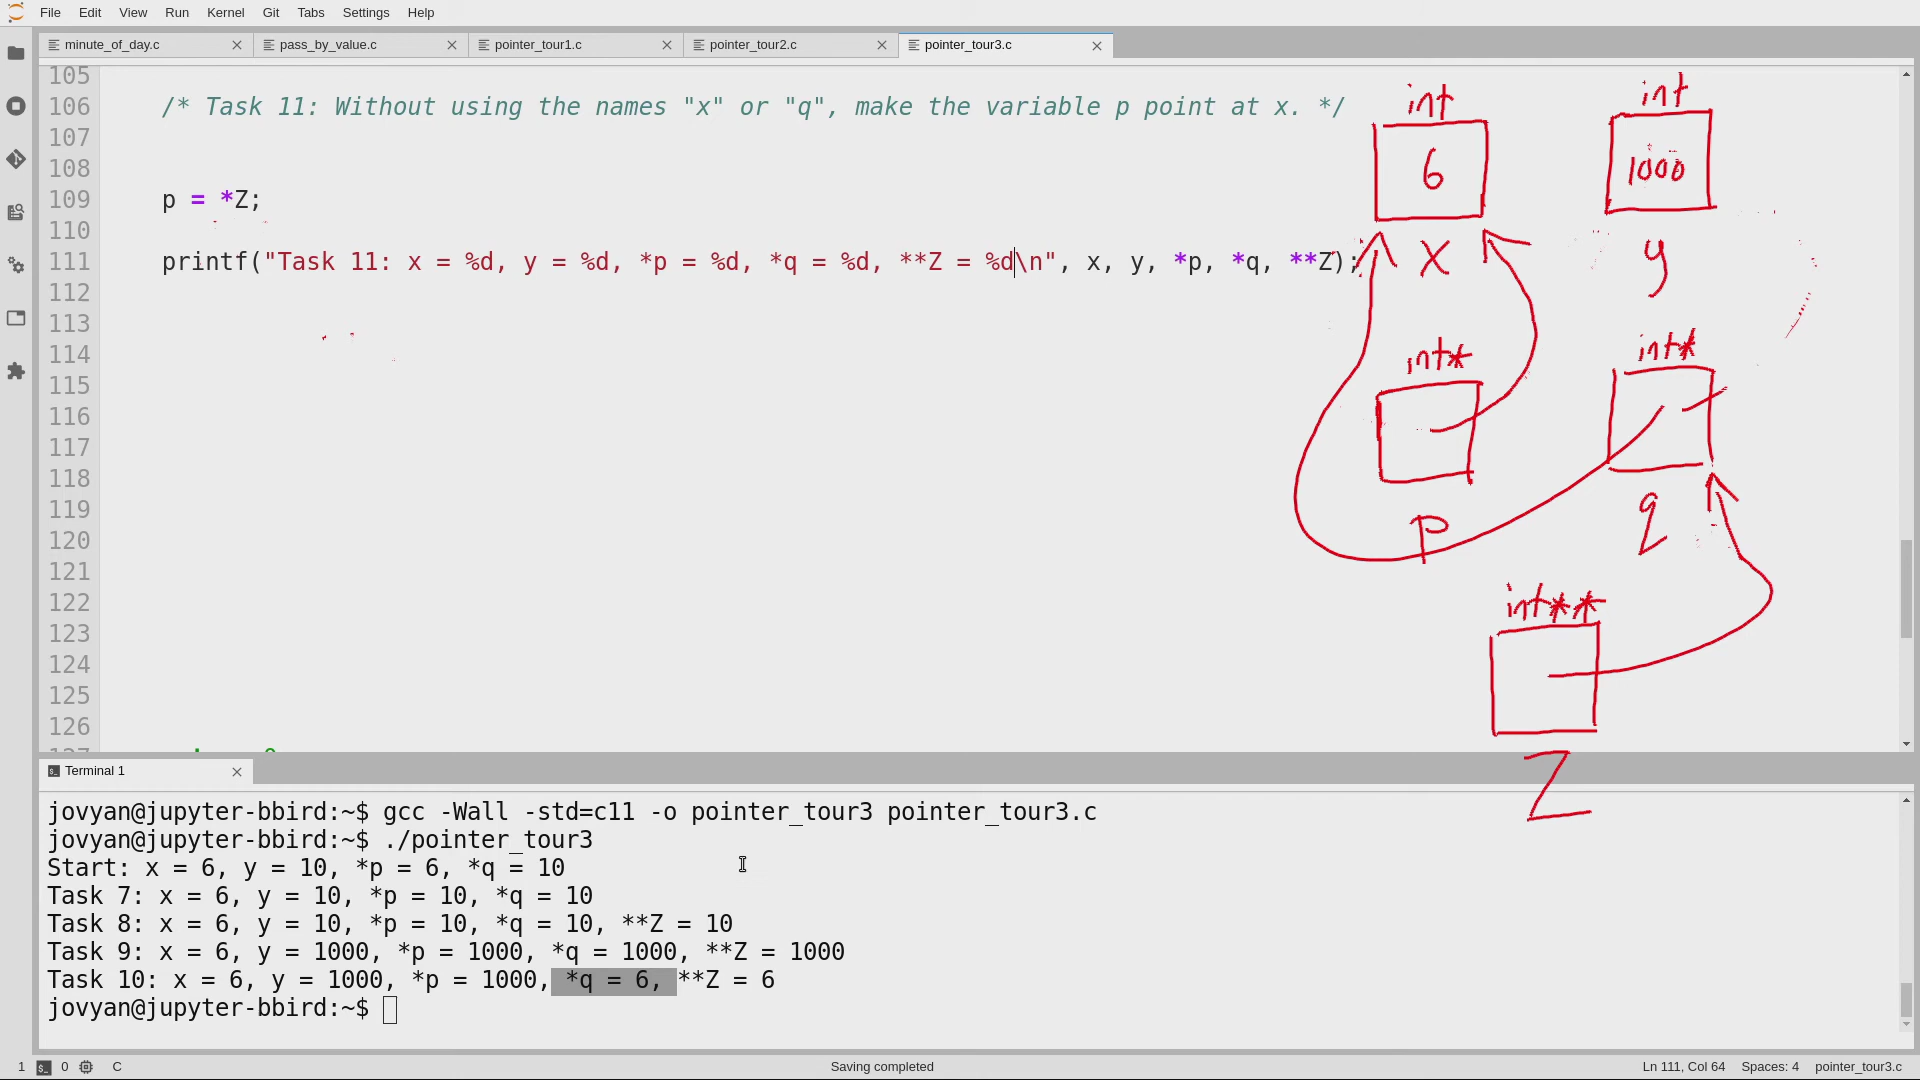 File Edit View Run Kernel Git Tabs Settings Help
minute_of_day.c pass_by_value.c pointer_tour1.c pointer_tour2.c pointer_tour3.c
105
106 /* Task 11: Without using the names "x" or "q", make the variable p point at x. */
107
108
109 p = *Z;
110
111 printf("Task 11: x = %d, y = %d, *p = %d, *q = %d, **Z = %d\n", x, y, *p, *q, **Z);
112
113
114
115
116
117
118
119
120
121
122
123
124
125
126
int
6
x
int
1000
y
int*
p
int*
q
int**
Z
Terminal 1
jovyan@jupyter-bbird:~$ gcc -Wall -std=c11 -o pointer_tour3 pointer_tour3.c
jovyan@jupyter-bbird:~$ ./pointer_tour3
Start: x = 6, y = 10, *p = 6, *q = 10
Task 7: x = 6, y = 10, *p = 10, *q = 10
Task 8: x = 6, y = 10, *p = 10, *q = 10, **Z = 10
Task 9: x = 6, y = 1000, *p = 1000, *q = 1000, **Z = 1000
Task 10: x = 6, y = 1000, *p = 1000, *q = 6, **Z = 6
jovyan@jupyter-bbird:~$
1 0 C Saving completed Ln 111, Col 64 Spaces: 4 pointer_tour3.c